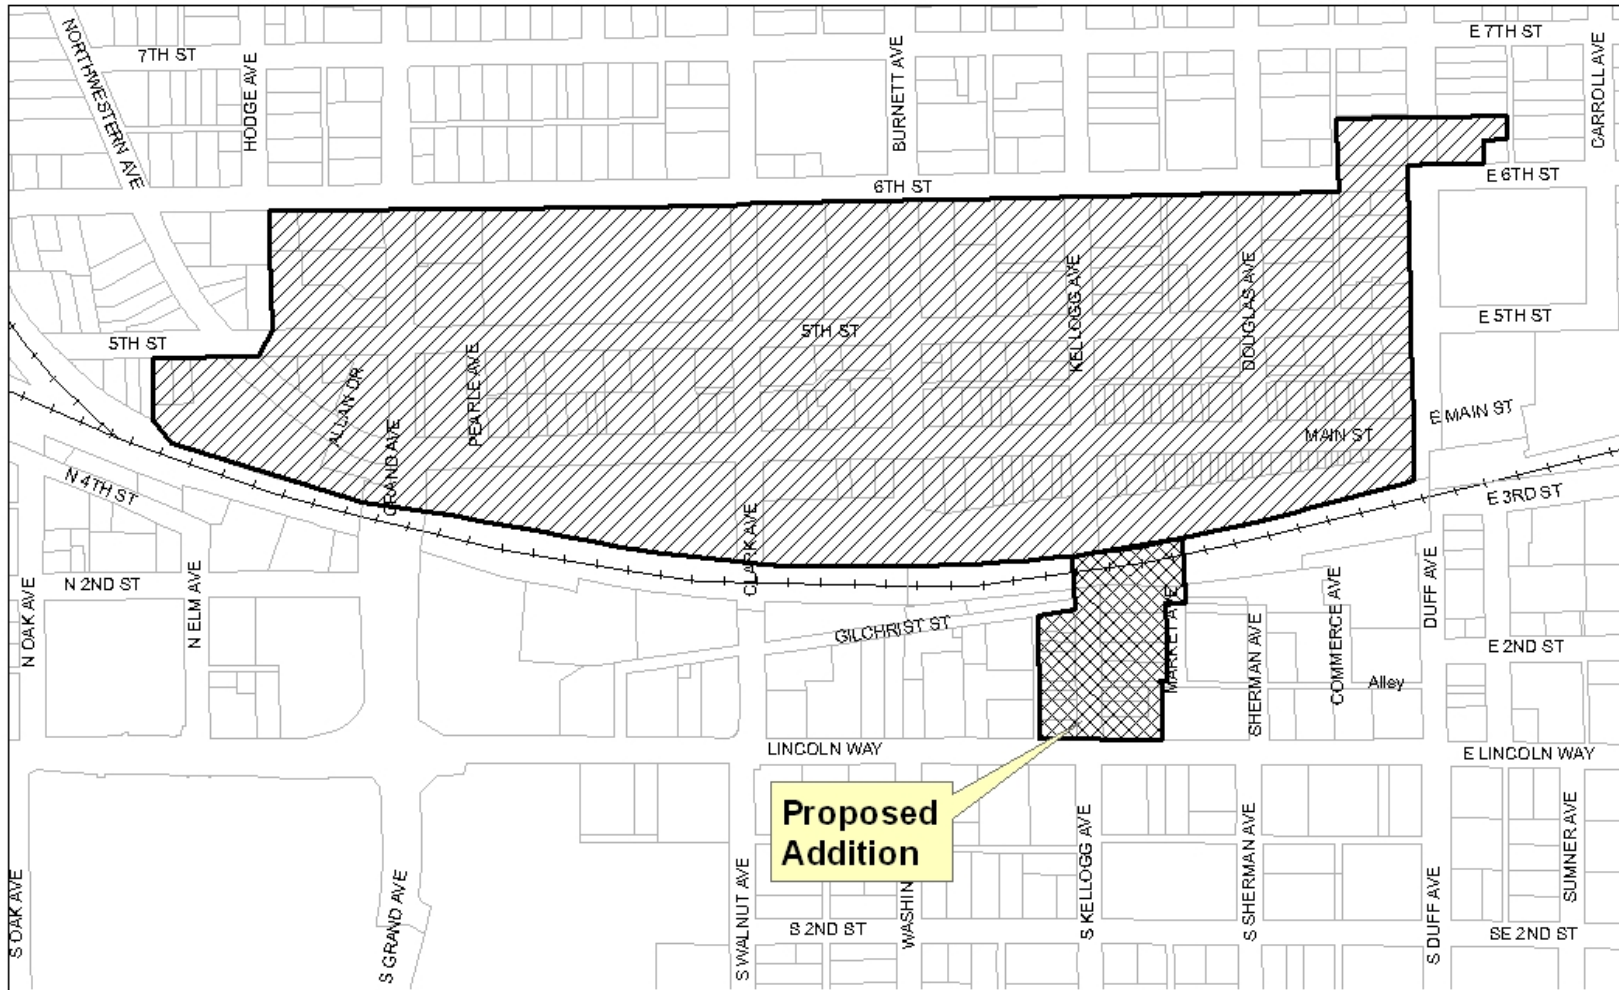 NORTHWESTERN AVE
7TH ST
HODGE AVE
BURNETT AVE
E 7TH ST
CARROLL AVE
6TH ST
E 6TH ST
5TH ST
5TH ST
KELLOGG AVE
DOUGLAS AVE
E 5TH ST
ALLAN DR
GRAND AVE
PEARLE AVE
MAIN ST
E MAIN ST
N 4TH ST
CLARK AVE
E 3RD ST
N OAK AVE
N 2ND ST
N ELM AVE
GILCHRIST ST
MARKET AVE
SHERMAN AVE
COMMERCE AVE
DUFF AVE
E 2ND ST
Alley
LINCOLN WAY
E LINCOLN WAY
Proposed
Addition
S OAK AVE
S GRAND AVE
S WALNUT AVE
WASHIN
S 2ND ST
S KELLOGG AVE
S SHERMAN AVE
S DUFF AVE
SUMNER AVE
SE 2ND ST